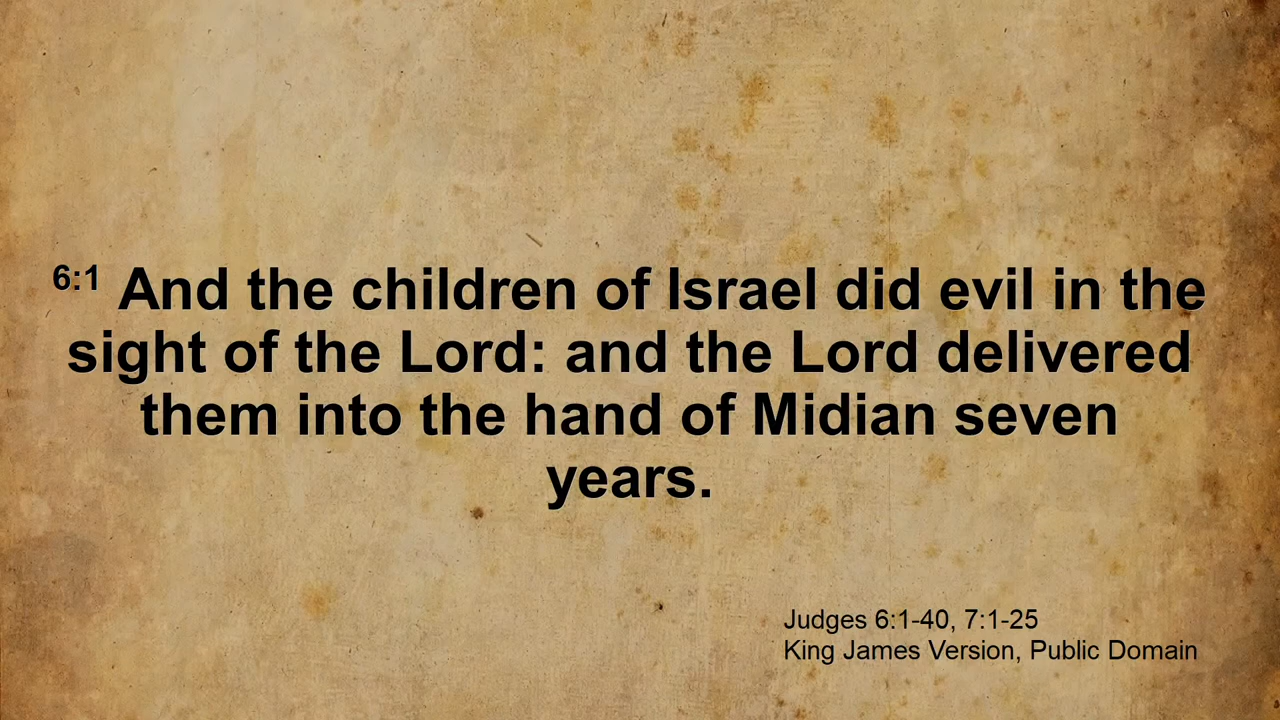 6:1 And the children of Israel did evil in the
sight of the Lord: and the Lord delivered
them into the hand of Midian seven
years.
Judges 6:1-40, 7:1-25
King James Version, Public Domain